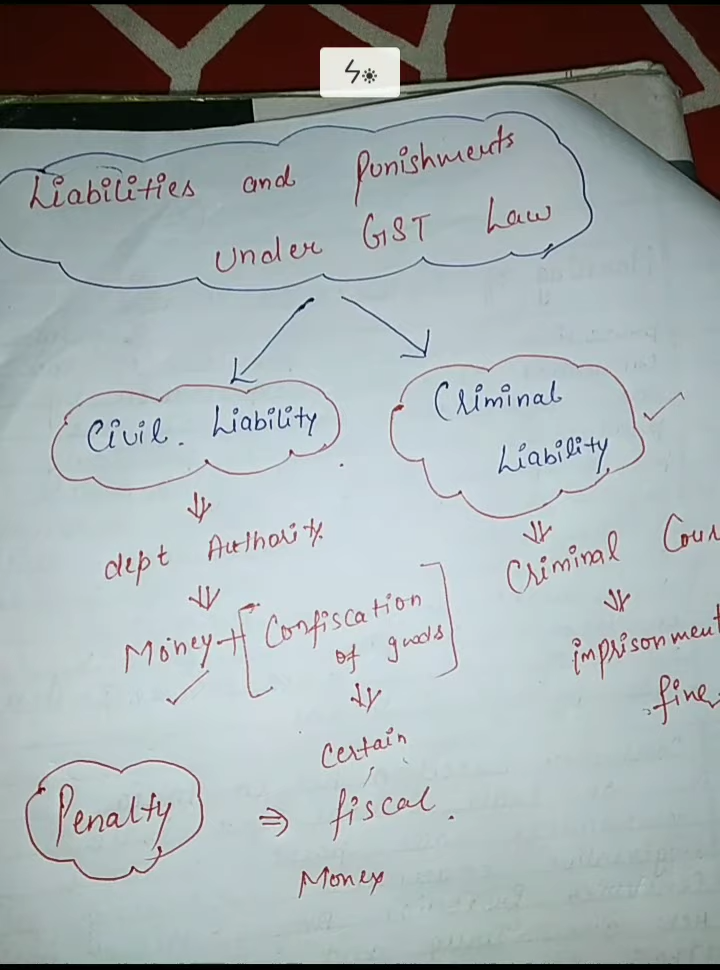 Liabilities and Punishments
under GST Law
Civil. Liability
Criminal
Liability
dept Authority
Criminal Cour
Money + [Confiscation
of goods]
imprisonment
fine
Certain
Penalty ⇒ fiscal.
Money